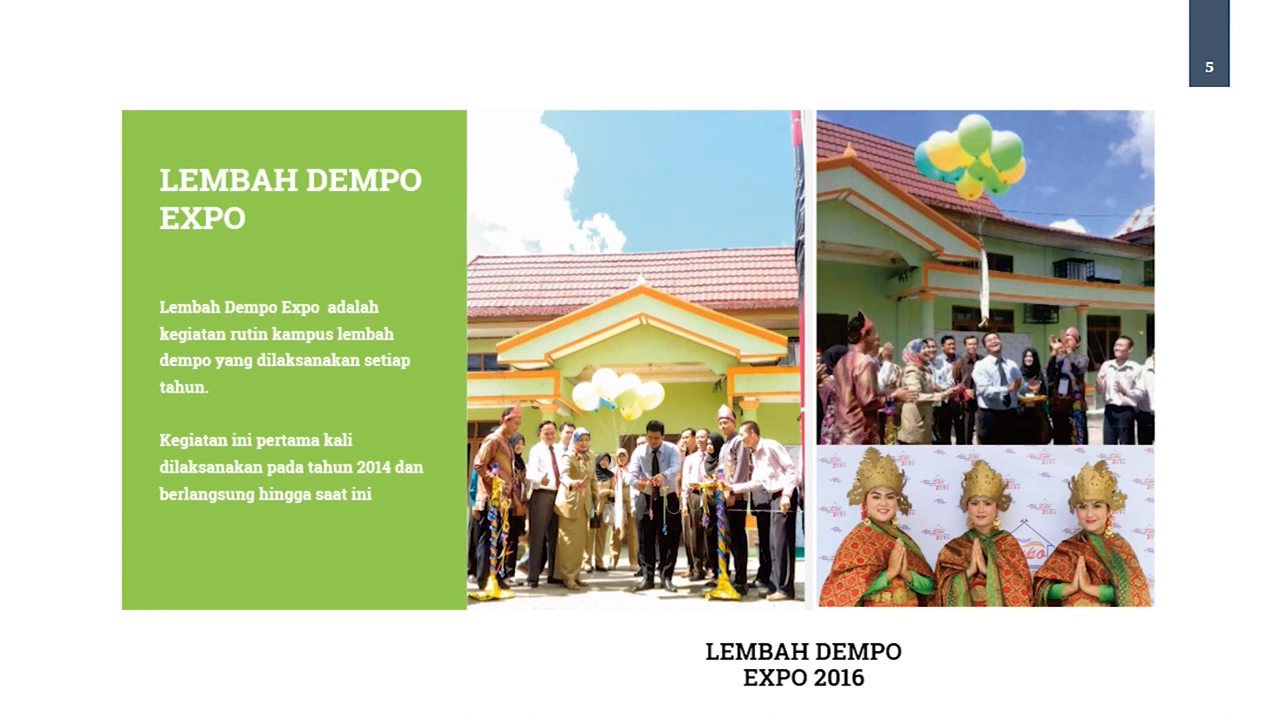 5
LEMBAH DEMPO
EXPO
Lembah Dempo Expo  adalah
kegiatan rutin kampus lembah
dempo yang dilaksanakan setiap
tahun.
Kegiatan ini pertama kali
dilaksanakan pada tahun 2014 dan
berlangsung hingga saat ini
LEMBAH DEMPO
EXPO 2016